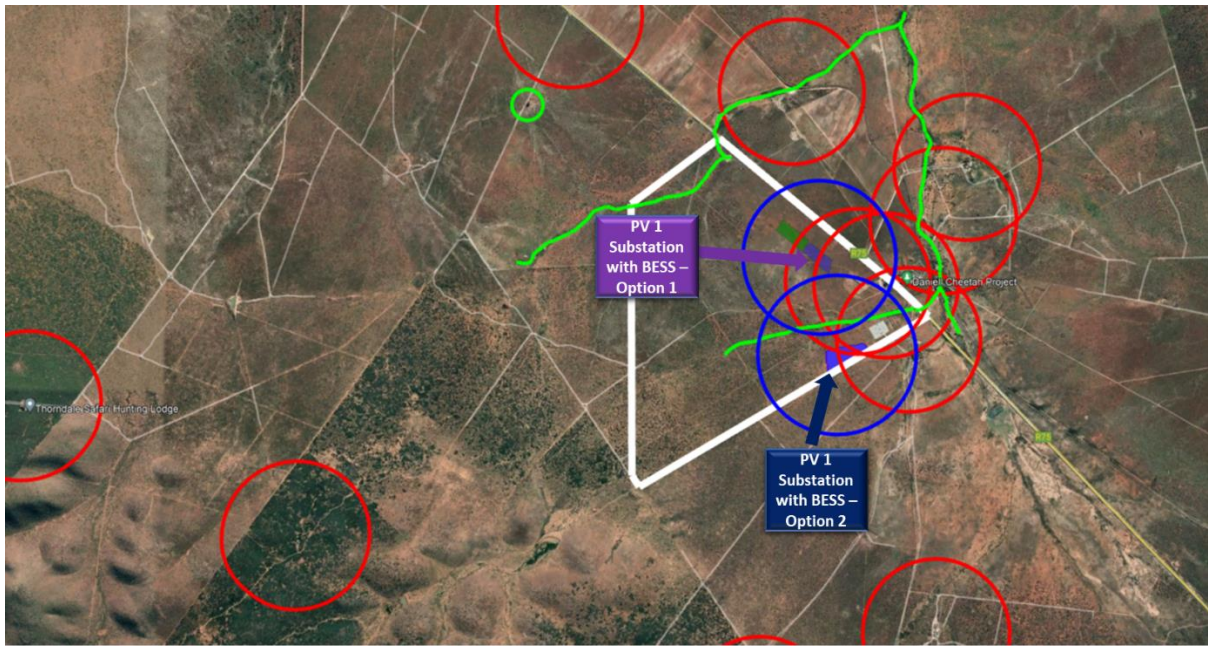 PV 1
Substation
with BESS –
Option 1
R75
Daniell Cheetah Project
Thorndale Safari Hunting Lodge
R75
PV 1
Substation
with BESS –
Option 2